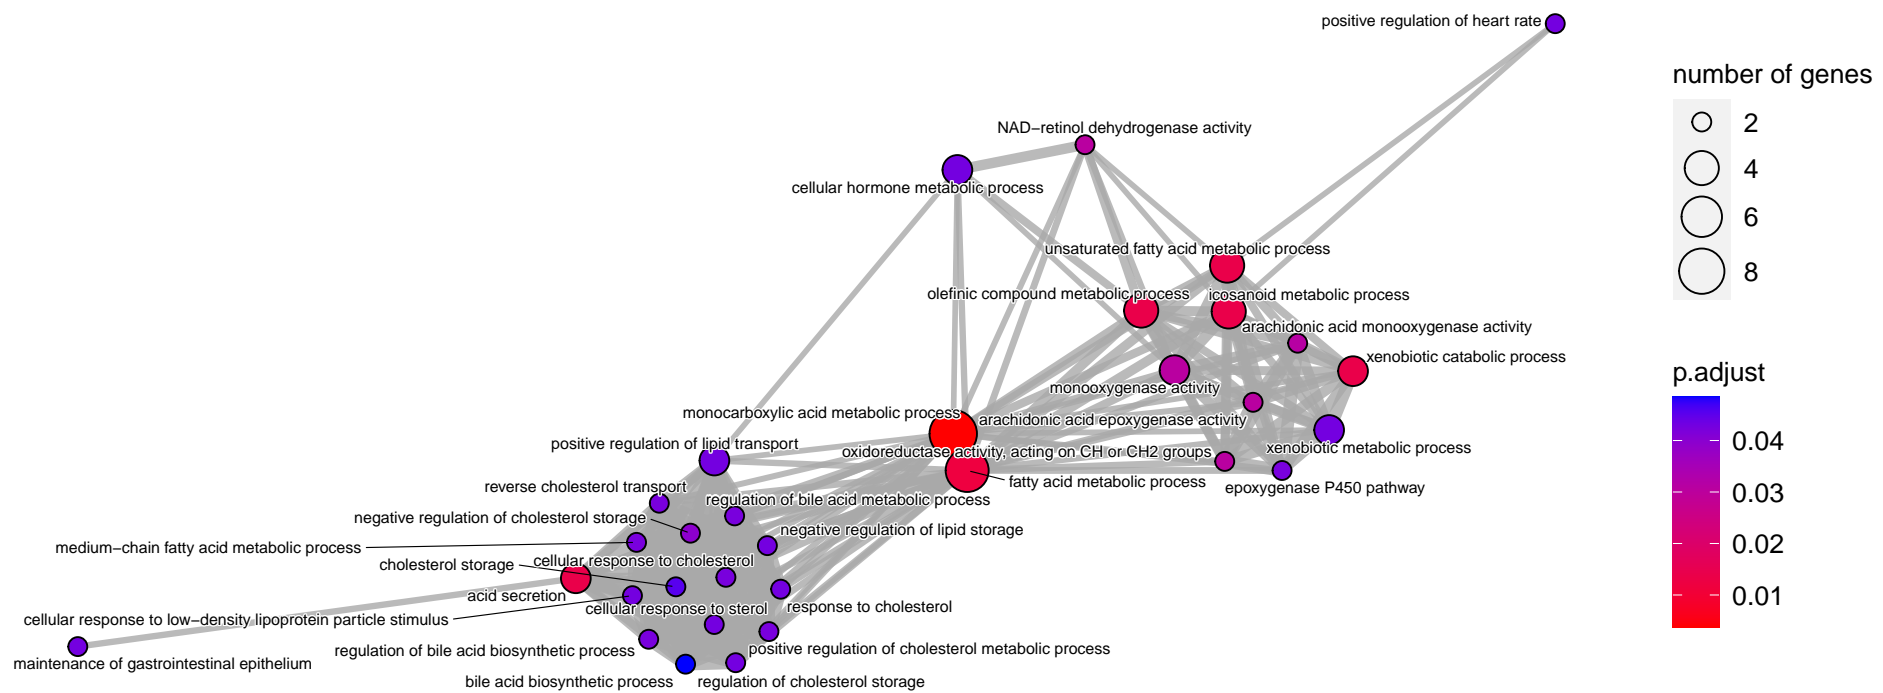 positive regulation of heart rate
number of genes
2
4
6
8
NAD−retinol dehydrogenase activity
cellular hormone metabolic process
unsaturated fatty acid metabolic process
olefinic compound metabolic process
icosanoid metabolic process
arachidonic acid monooxygenase activity
xenobiotic catabolic process
p.adjust
0.04
0.03
0.02
0.01
monooxygenase activity
monocarboxylic acid metabolic process
arachidonic acid epoxygenase activity
positive regulation of lipid transport
oxidoreductase activity, acting on CH or CH2 groups
xenobiotic metabolic process
fatty acid metabolic process
epoxygenase P450 pathway
reverse cholesterol transport
regulation of bile acid metabolic process
negative regulation of cholesterol storage
negative regulation of lipid storage
medium−chain fatty acid metabolic process
cholesterol storage
cellular response to cholesterol
acid secretion
cellular response to sterol
response to cholesterol
cellular response to low−density lipoprotein particle stimulus
regulation of bile acid biosynthetic process
positive regulation of cholesterol metabolic process
maintenance of gastrointestinal epithelium
bile acid biosynthetic process
regulation of cholesterol storage